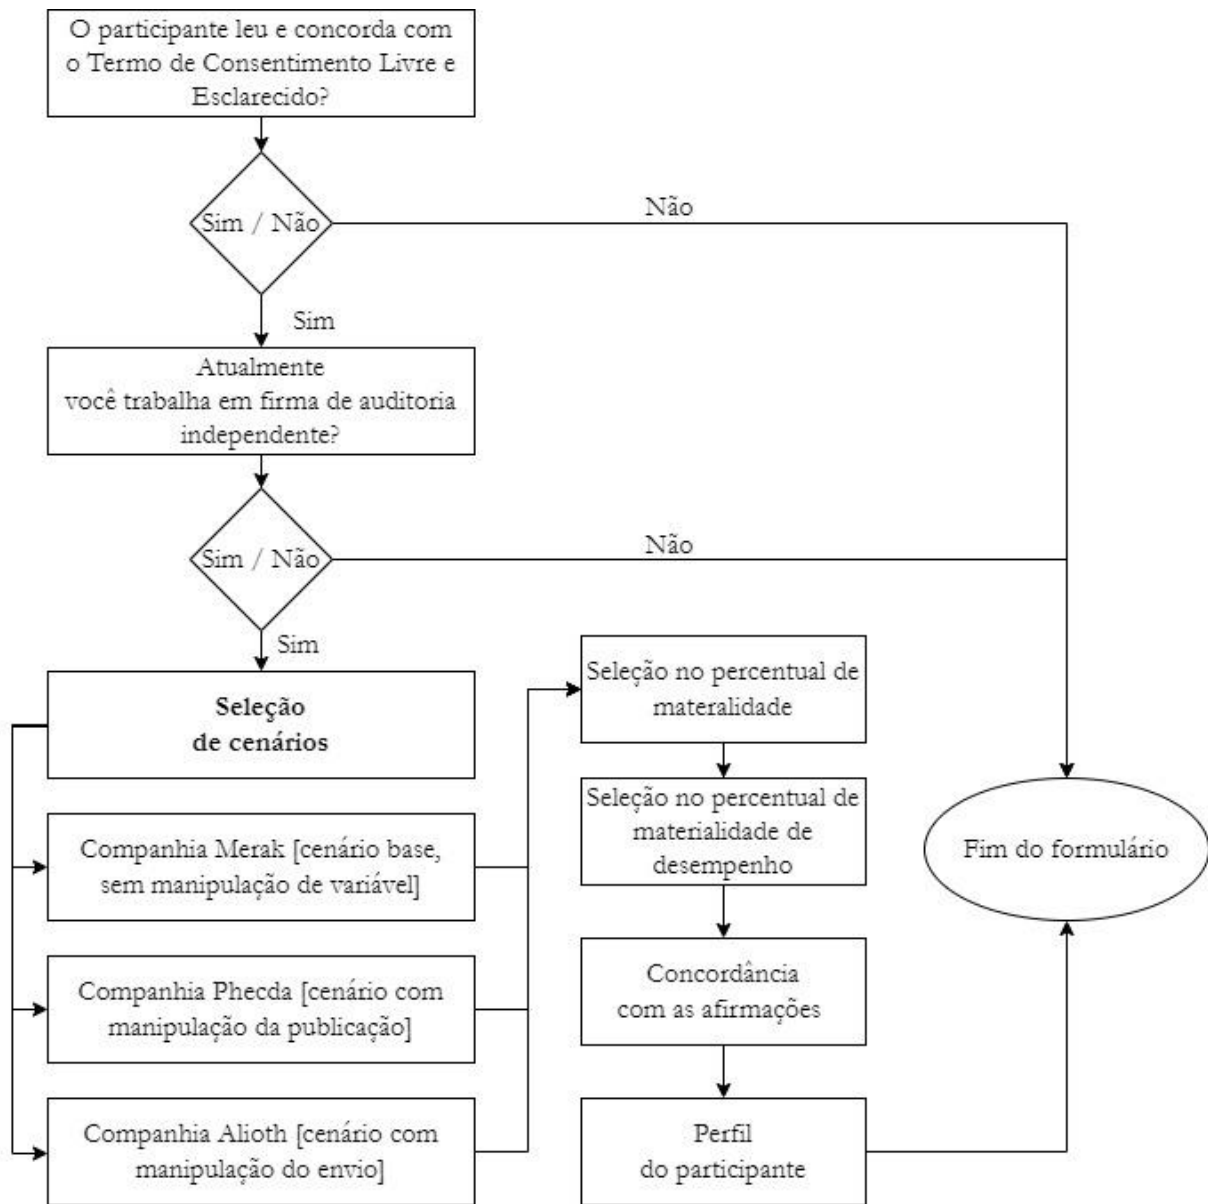 O participante leu e concorda com
o Termo de Consentimento Livre e
Esclarecido?
Sim / Não
Não
Sim
Atualmente
você trabalha em firma de auditoria
independente?
Sim / Não
Não
Sim
Seleção
de cenários
Companhia Merak [cenário base,
sem manipulação de variável]
Companhia Phecda [cenário com
manipulação da publicação]
Companhia Alioth [cenário com
manipulação do envio]
Seleção no percentual de
materalidade
Seleção no percentual de
materialidade de
desempenho
Concordância
com as afirmações
Perfil
do participante
Fim do formulário